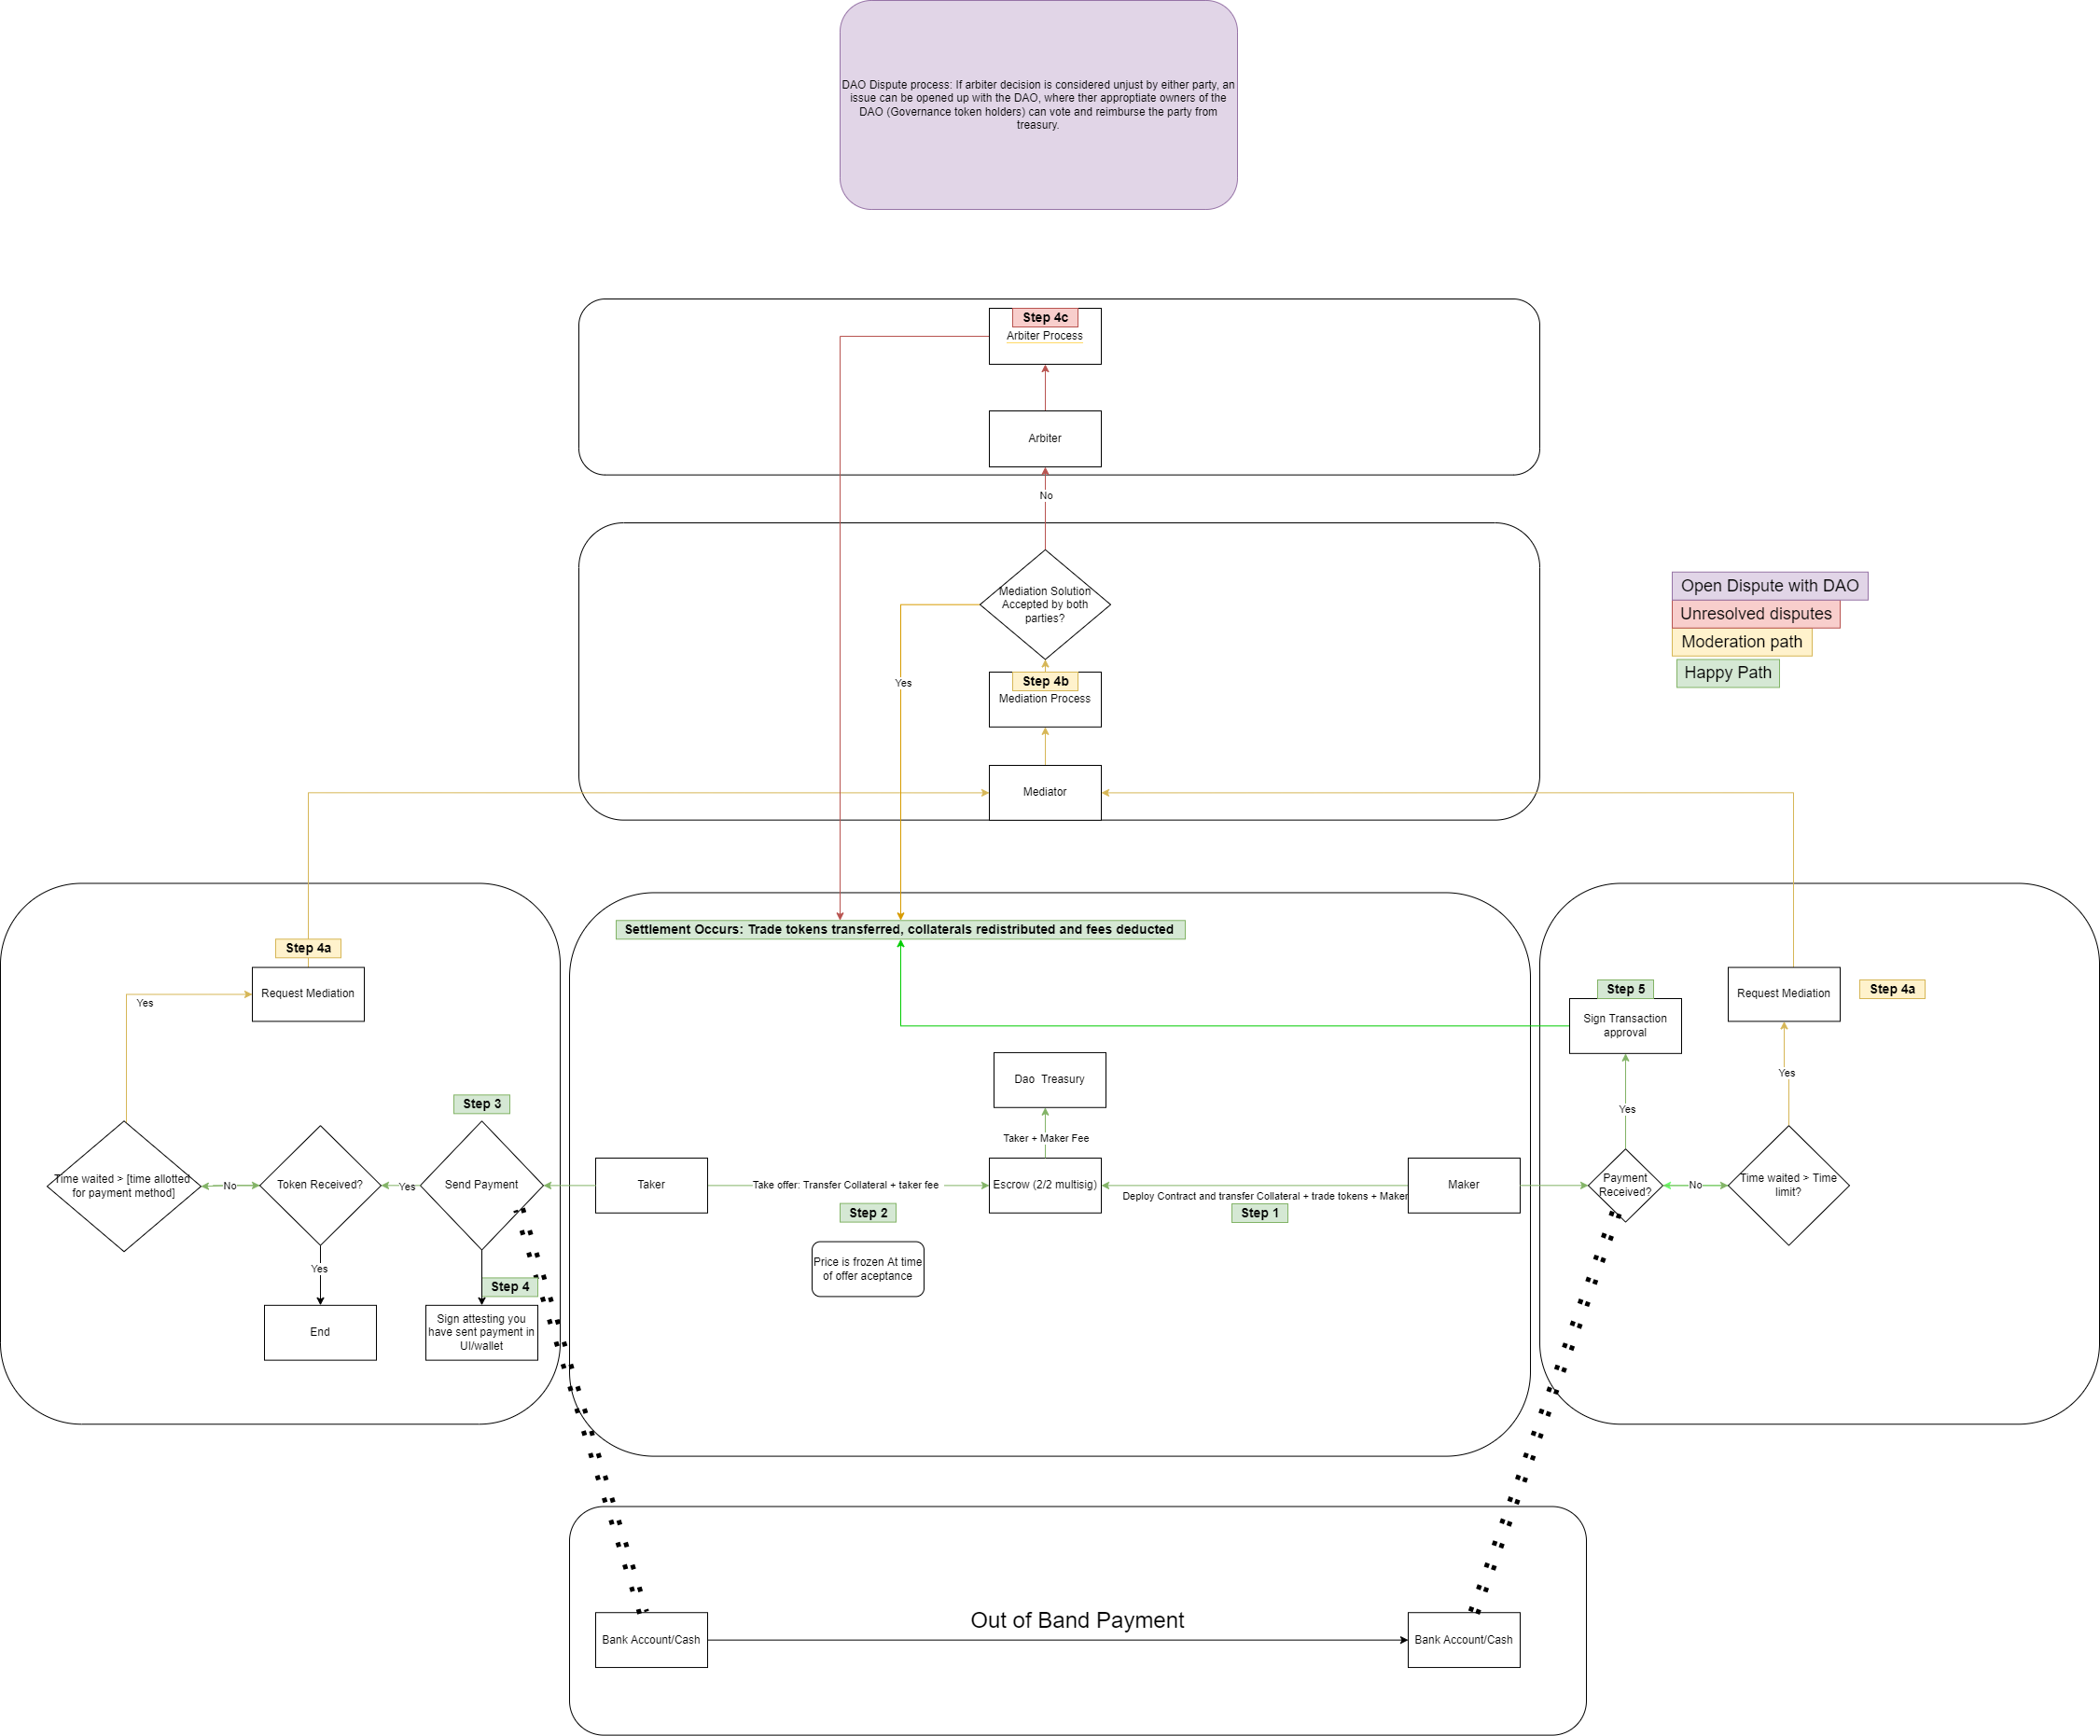 DAO Dispute process: If arbiter decision is considered unjust by either party, an
issue can be opened up with the DAO, where ther approptiate owners of the
DAO (Governance token holders) can vote and reimburse the party from
treasury.
Step 4c
Arbiter Process
Arbiter
No
Mediation Solution
Accepted by both
parties?
Yes
Step 4b
Mediation Process
Mediator
Open Dispute with DAO
Unresolved disputes
Moderation path
Happy Path
Settlement Occurs: Trade tokens transferred, collaterals redistributed and fees deducted
Step 4a
Request Mediation
Yes
Step 3
Time waited > [time allotted
for payment method]
No
Token Received?
Yes
Send Payment
Yes
End
Step 4
Sign attesting you
have sent payment in
UI/wallet
Dao Treasury
Taker + Maker Fee
Taker
Take offer: Transfer Collateral + taker fee
Step 2
Escrow (2/2 multisig)
Deploy Contract and transfer Collateral + trade tokens + Maker
Step 1
Maker
Price is frozen At time
of offer aceptance
Step 5
Sign Transaction
approval
Yes
Payment
Received?
No
Request Mediation
Step 4a
Yes
Time waited > Time
limit?
Out of Band Payment
Bank Account/Cash
Bank Account/Cash